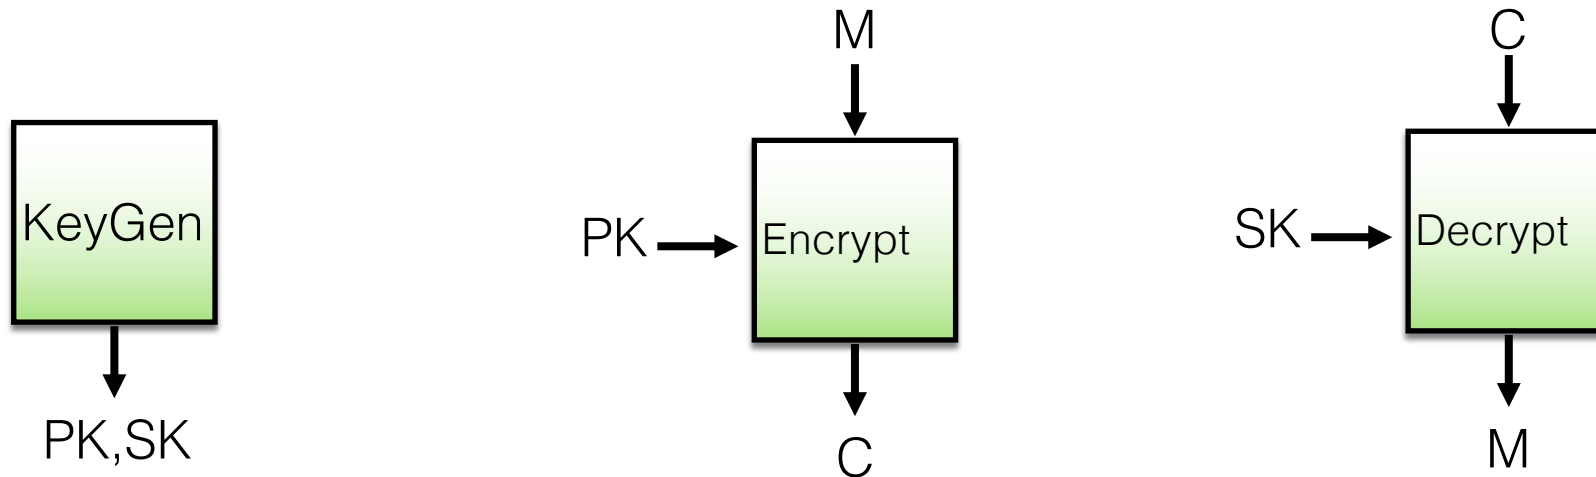 KeyGen
PK,SK
M
PK
Encrypt
C
C
SK
Decrypt
M